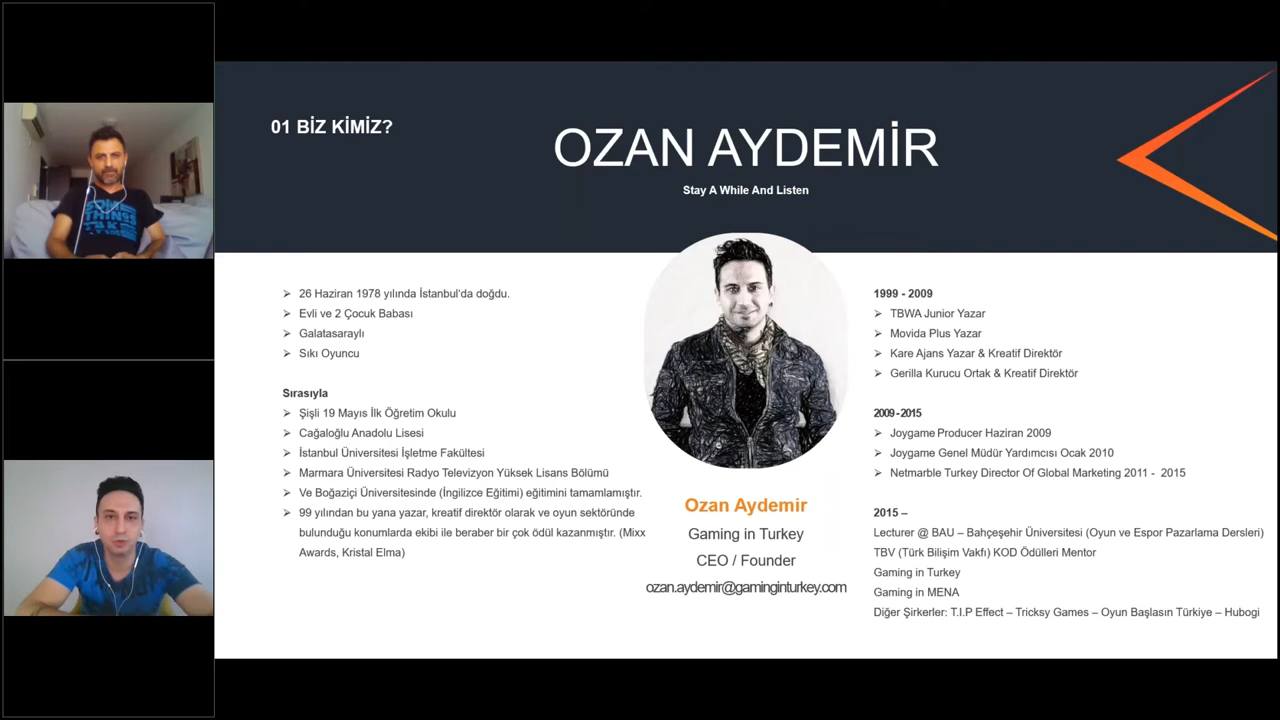 01 BİZ KİMİZ?
OZAN AYDEMİR
Stay A While And Listen
26 Haziran 1978 yılında İstanbul'da doğdu.
Evli ve 2 Çocuk Babası
Galatasaraylı
Sıkı Oyuncu
Sırasıyla
Şişli 19 Mayıs İlk Öğretim Okulu
Cağaloğlu Anadolu Lisesi
İstanbul Üniversitesi İşletme Fakültesi
Marmara Üniversitesi Radyo Televizyon Yüksek Lisans Bölümü
Ve Boğaziçi Üniversitesinde (İngilizce Eğitimi) eğitimini tamamlamıştır.
99 yılından bu yana yazar, kreatif direktör olarak ve oyun sektöründe
bulunduğu konumlarda ekibi ile beraber bir çok ödül kazanmıştır. (Mixx
Awards, Kristal Elma)
Ozan Aydemir
Gaming in Turkey
CEO / Founder
ozan.aydemir@gaminginturkey.com
1999 - 2009
TBWA Junior Yazar
Movida Plus Yazar
Kare Ajans Yazar & Kreatif Direktör
Gerilla Kurucu Ortak & Kreatif Direktör
2009 - 2015
Joygame Producer Haziran 2009
Joygame Genel Müdür Yardımcısı Ocak 2010
Netmarble Turkey Director Of Global Marketing 2011 - 2015
2015 –
Lecturer @ BAU – Bahçeşehir Üniversitesi (Oyun ve Espor Pazarlama Dersleri)
TBV (Türk Bilişim Vakfı) KOD Ödülleri Mentor
Gaming in Turkey
Gaming in MENA
Diğer Şirkerler: T.I.P Effect – Tricksy Games – Oyun Başlasın Türkiye – Hubogi
SOME
THINGS